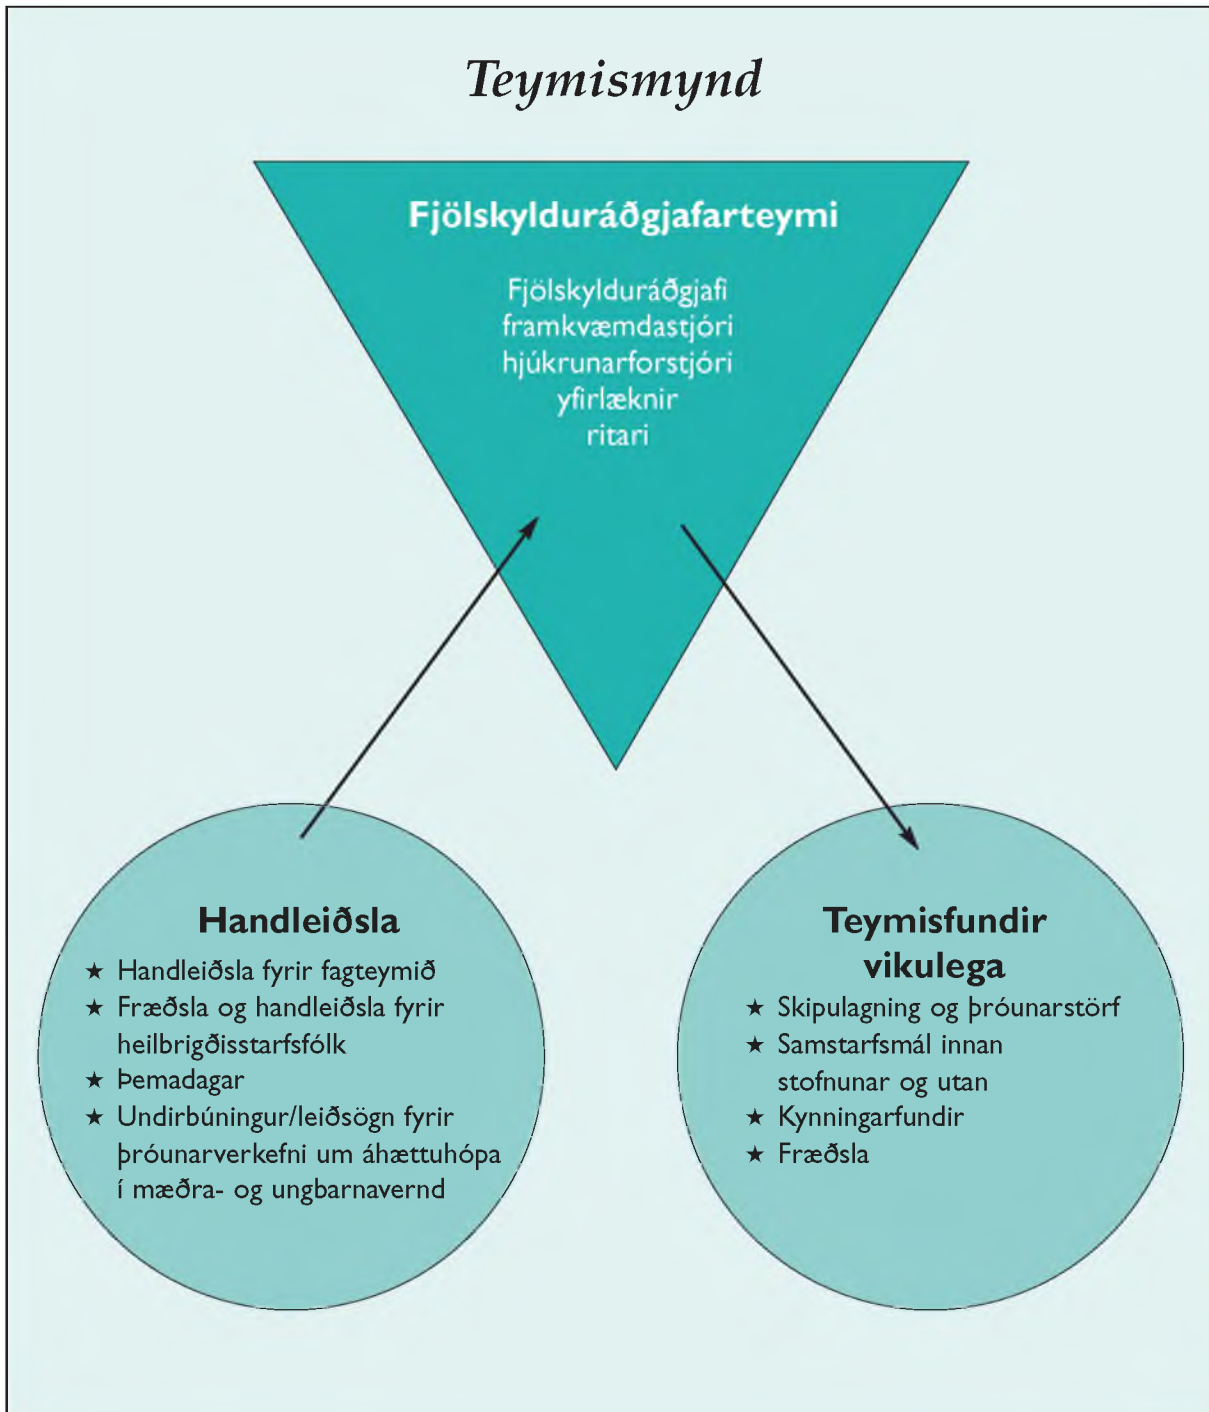 Teymismynd
Fjölskylduráðgjafarteymi
Fjölskylduráðgjafi
framkvæmdastjóri
hjúkrunarforstjóri
yfirlæknir
ritari
Handleiðsla
★ Handleiðsla fyrir fagteymið
★ Fræðsla og handleiðsla fyrir
heilbrigðisstarfsfólk
★ Þemadagar
★ Undirbúningur/leiðsögn fyrir
þróunarverkefni um áhættuhópa
í mæðra- og ungbarnavernd
Teymisfundir
vikulega
★ Skipulagning og þróunarstörf
★ Samstarfsmál innan
stofnunar og utan
★ Kynningarfundir
★ Fræðsla